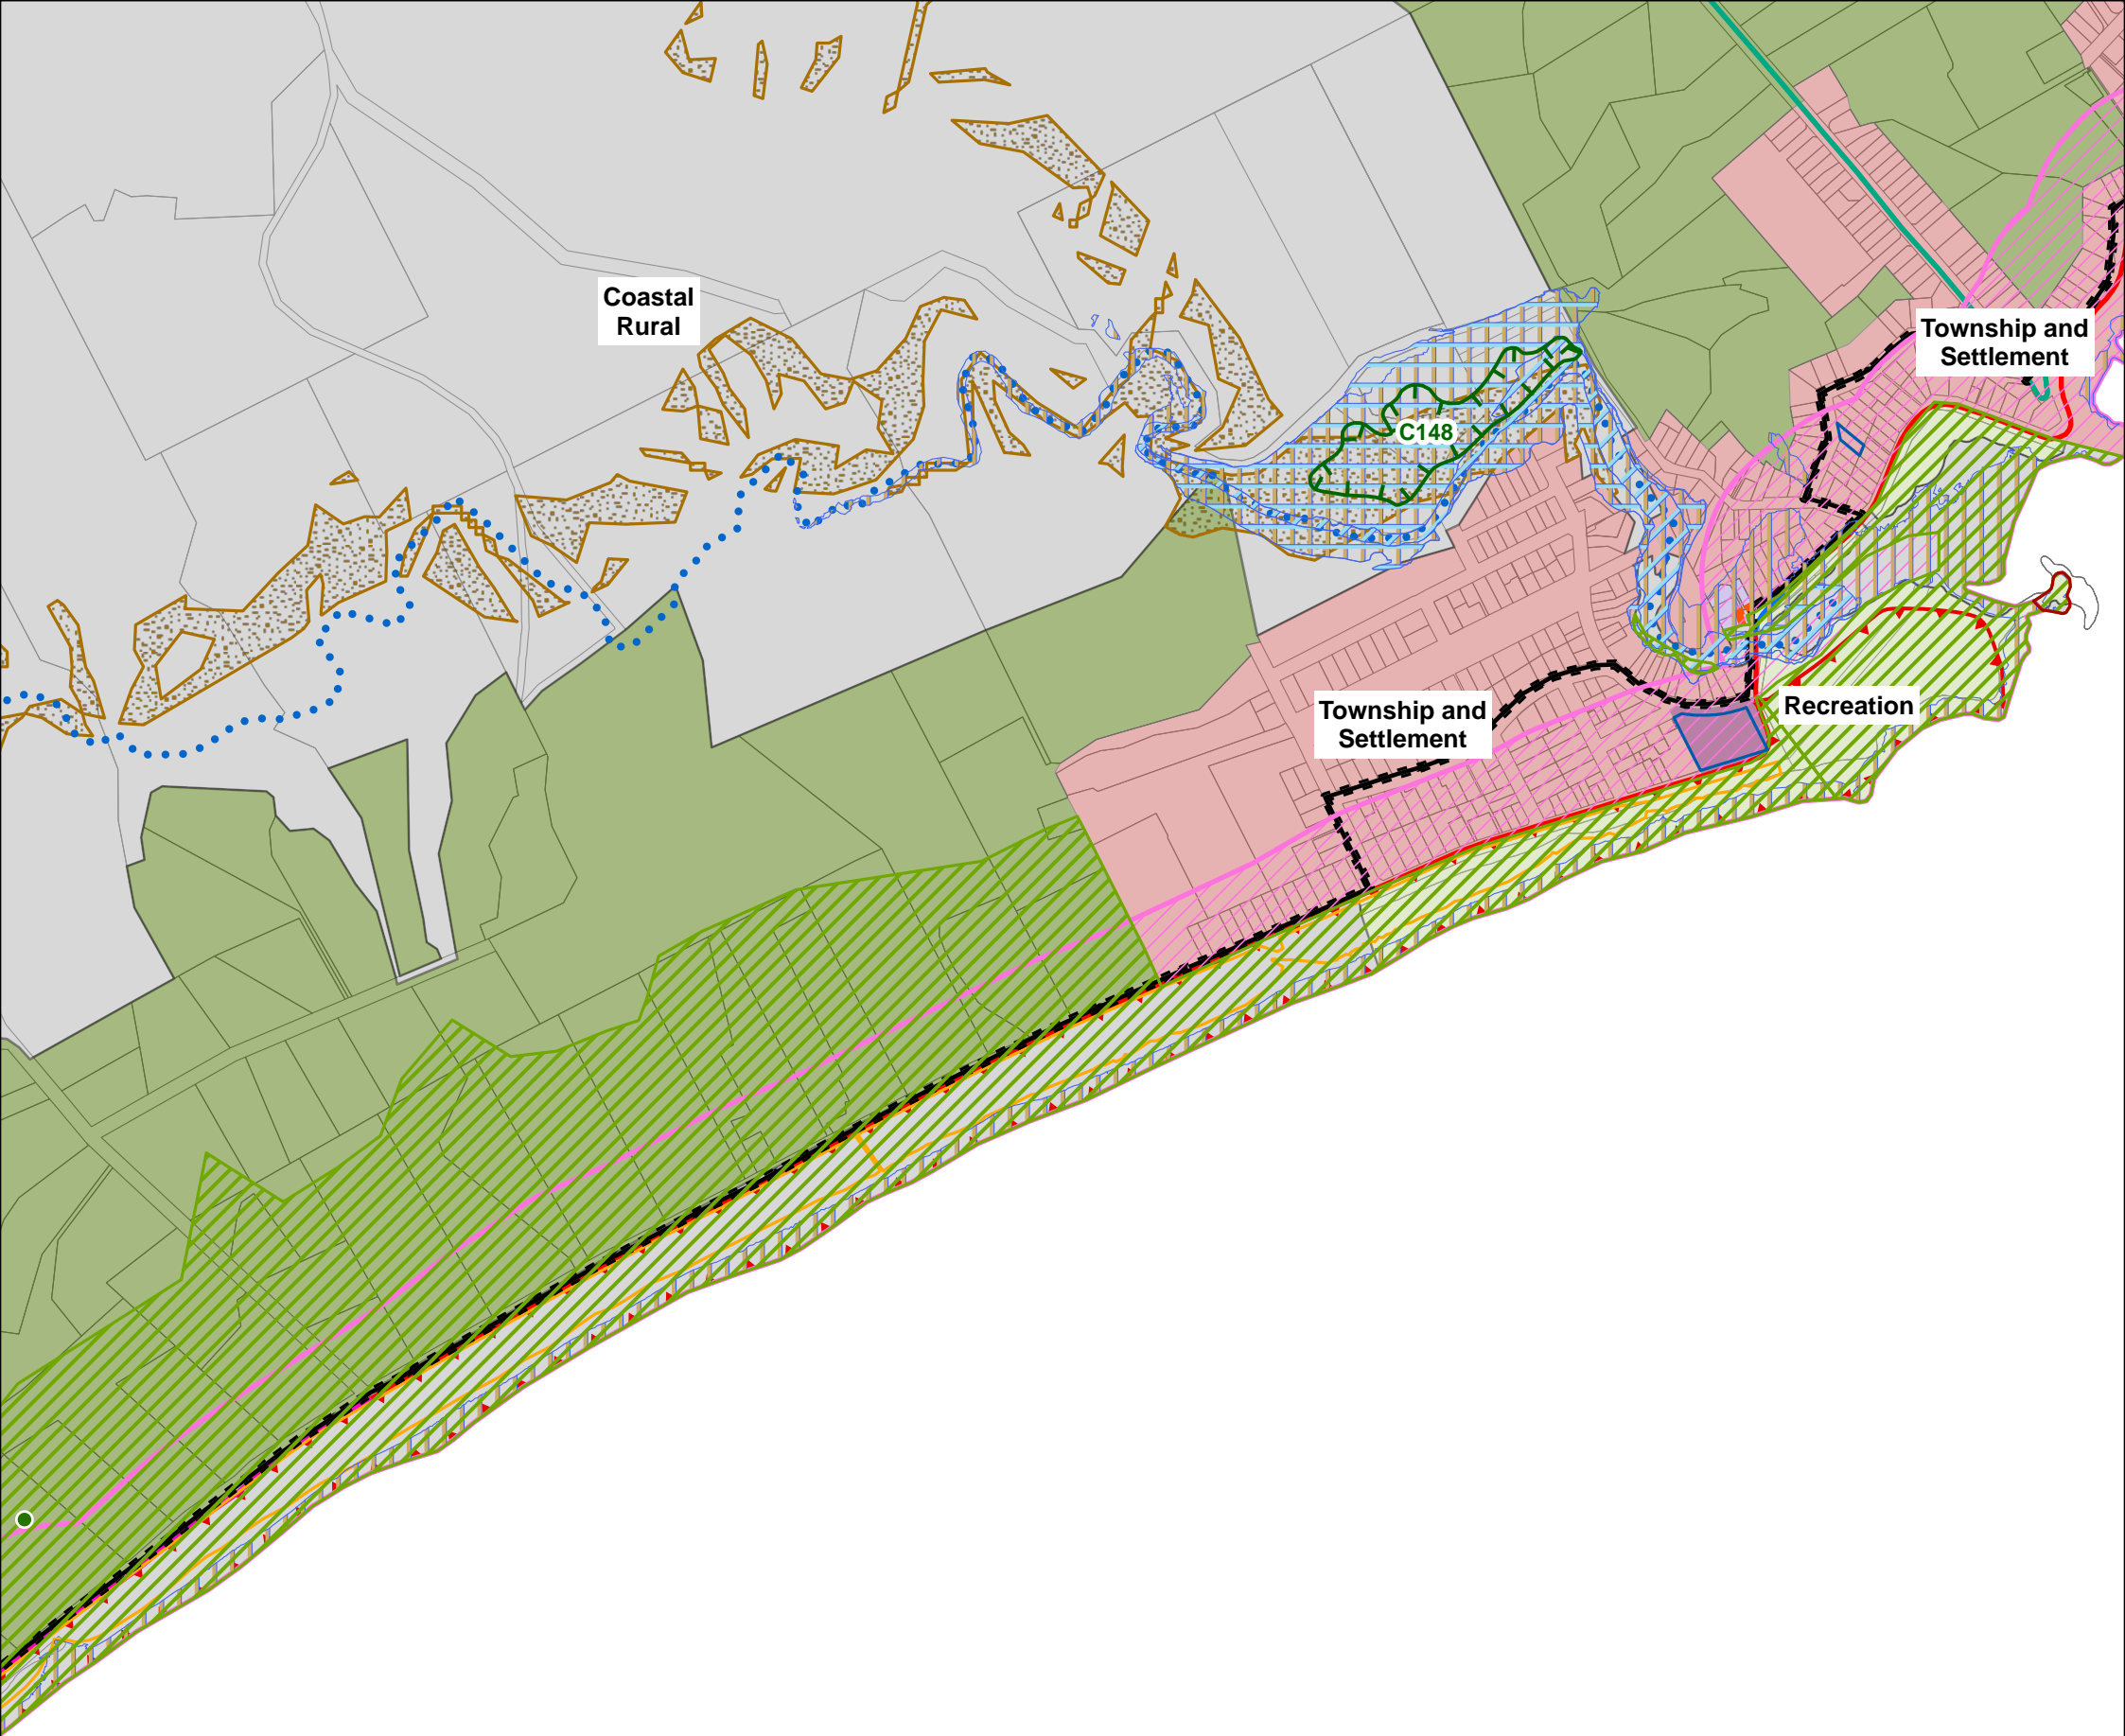 Coastal
Rural
Township and
Settlement
C148
Township and
Settlement
Recreation